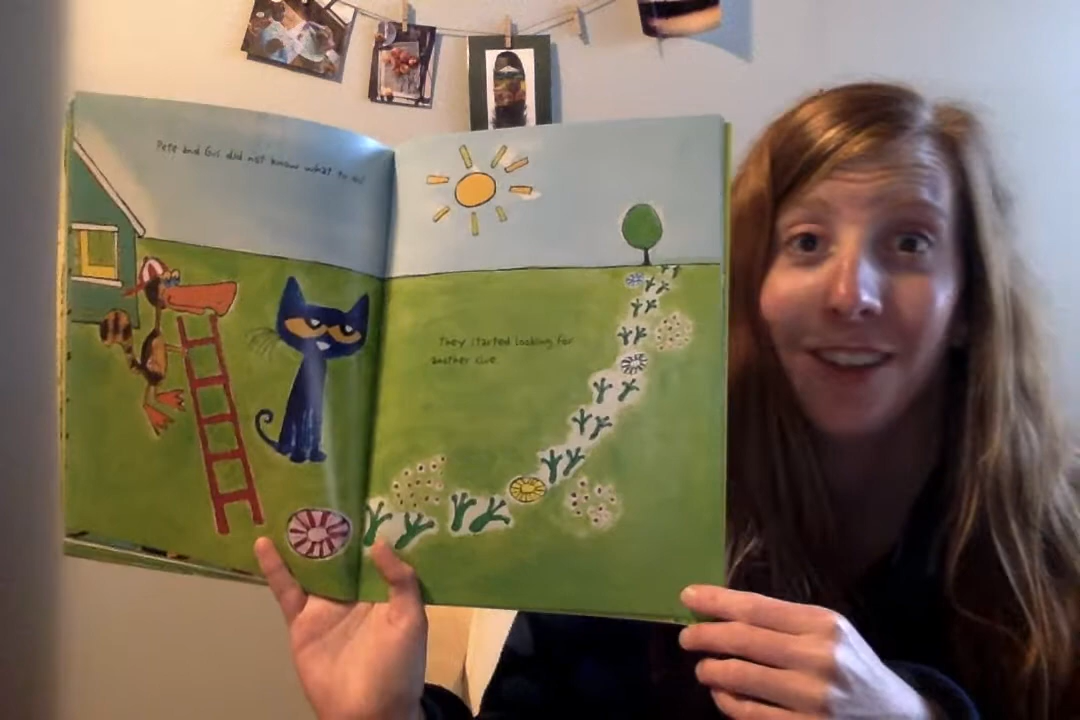 Pete and Gus did not know what to do!
They started looking for
another clue.